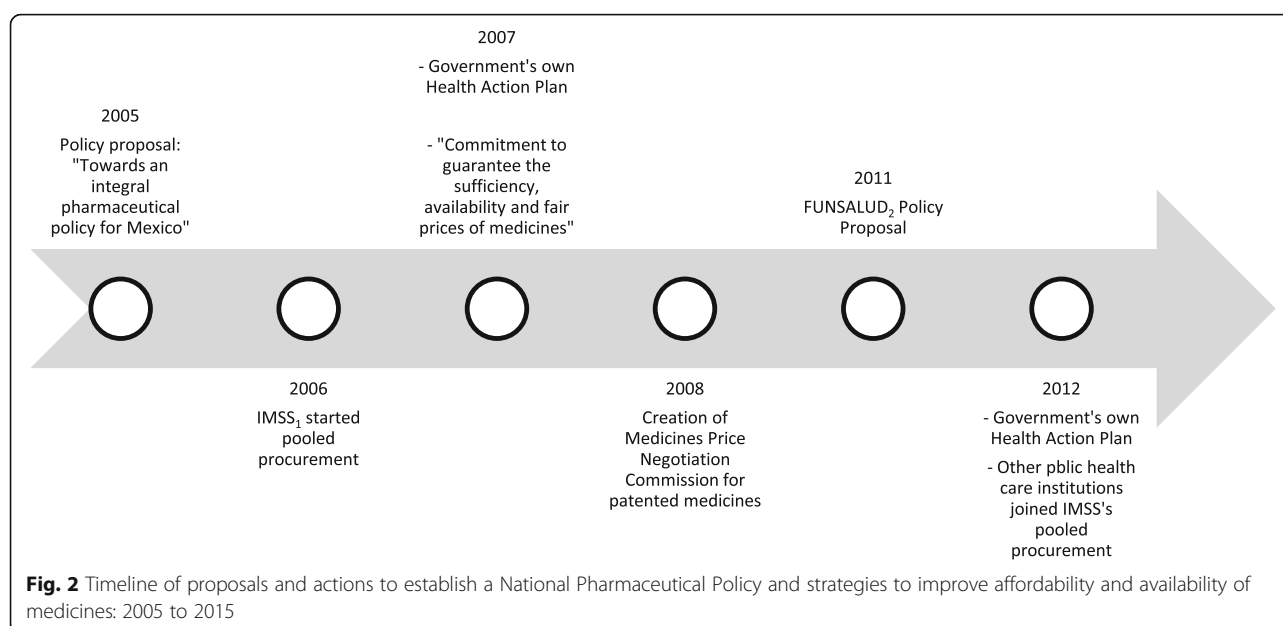 2005
Policy proposal:
"Towards an
integral
pharmaceutical
policy for Mexico"
2006
IMSS₁ started
pooled
procurement
2007
- Government's own
Health Action Plan
- "Commitment to
guarantee the
sufficiency,
availability and fair
prices of medicines"
2008
Creation of
Medicines Price
Negotiation
Commission for
patented medicines
2011
FUNSALUD₂ Policy
Proposal
2012
- Government's own
Health Action Plan
- Other pblic health
care institutions
joined IMSS's
pooled
procurement
Fig. 2 Timeline of proposals and actions to establish a National Pharmaceutical Policy and strategies to improve affordability and availability of
medicines: 2005 to 2015